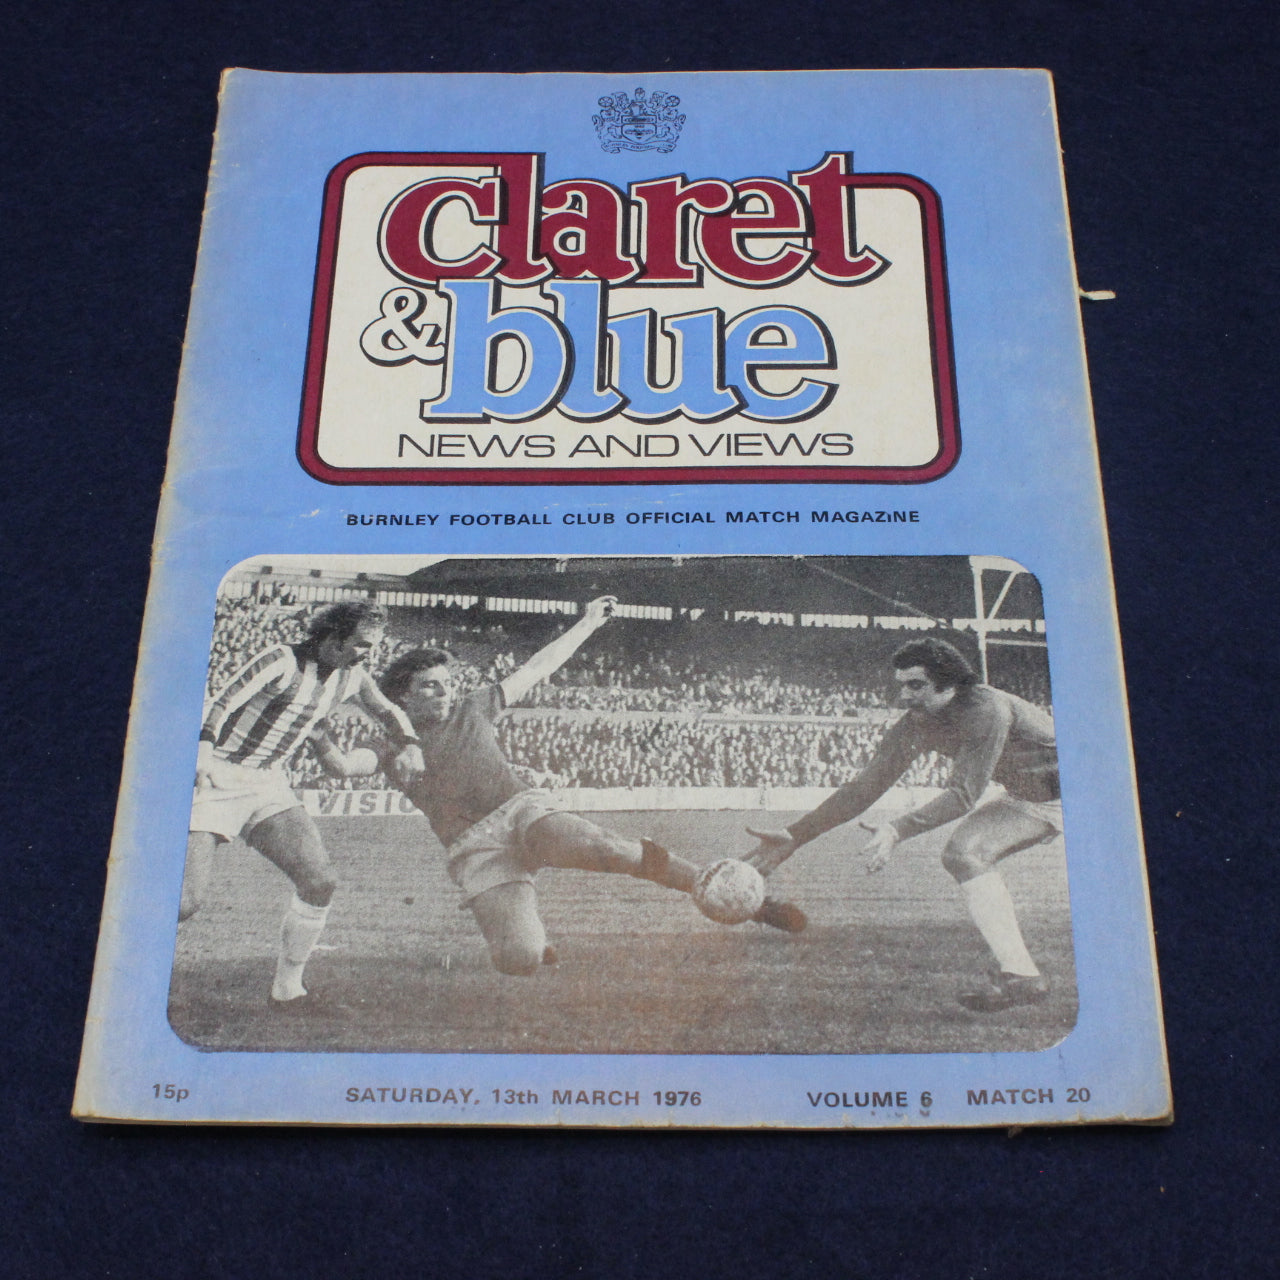 claret
& blue
NEWS AND VIEWS
BURNLEY FOOTBALL CLUB OFFICIAL MATCH MAGAZINE
VISIO
15p SATURDAY, 13th MARCH 1976 VOLUME 6 MATCH 20